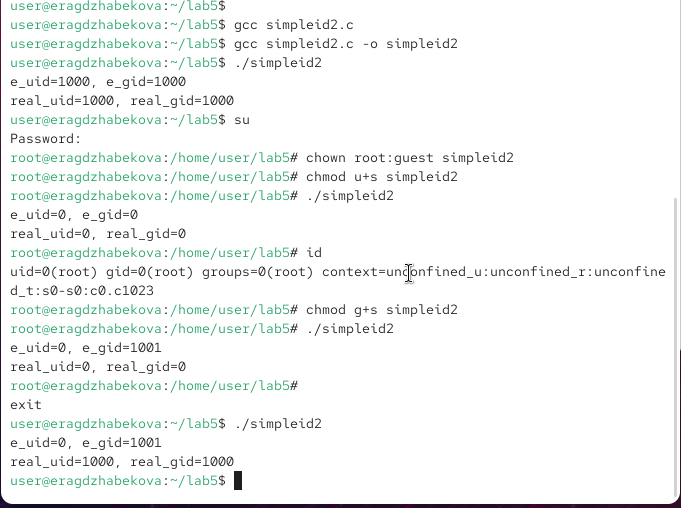 user@eragdzhabekova:~/lab5$
user@eragdzhabekova:~/lab5$ gcc simpleid2.c
user@eragdzhabekova:~/lab5$ gcc simpleid2.c -o simpleid2
user@eragdzhabekova:~/lab5$ ./simpleid2
e_uid=1000, e_gid=1000
real_uid=1000, real_gid=1000
user@eragdzhabekova:~/lab5$ su
Password:
root@eragdzhabekova:/home/user/lab5# chown root:guest simpleid2
root@eragdzhabekova:/home/user/lab5# chmod u+s simpleid2
root@eragdzhabekova:/home/user/lab5# ./simpleid2
e_uid=0, e_gid=0
real_uid=0, real_gid=0
root@eragdzhabekova:/home/user/lab5# id
uid=0(root) gid=0(root) groups=0(root) context=unconfined_u:unconfined_r:unconfine
d_t:s0-s0:c0.c1023
root@eragdzhabekova:/home/user/lab5# chmod g+s simpleid2
root@eragdzhabekova:/home/user/lab5# ./simpleid2
e_uid=0, e_gid=1001
real_uid=0, real_gid=0
root@eragdzhabekova:/home/user/lab5#
exit
user@eragdzhabekova:~/lab5$ ./simpleid2
e_uid=0, e_gid=1001
real_uid=1000, real_gid=1000
user@eragdzhabekova:~/lab5$